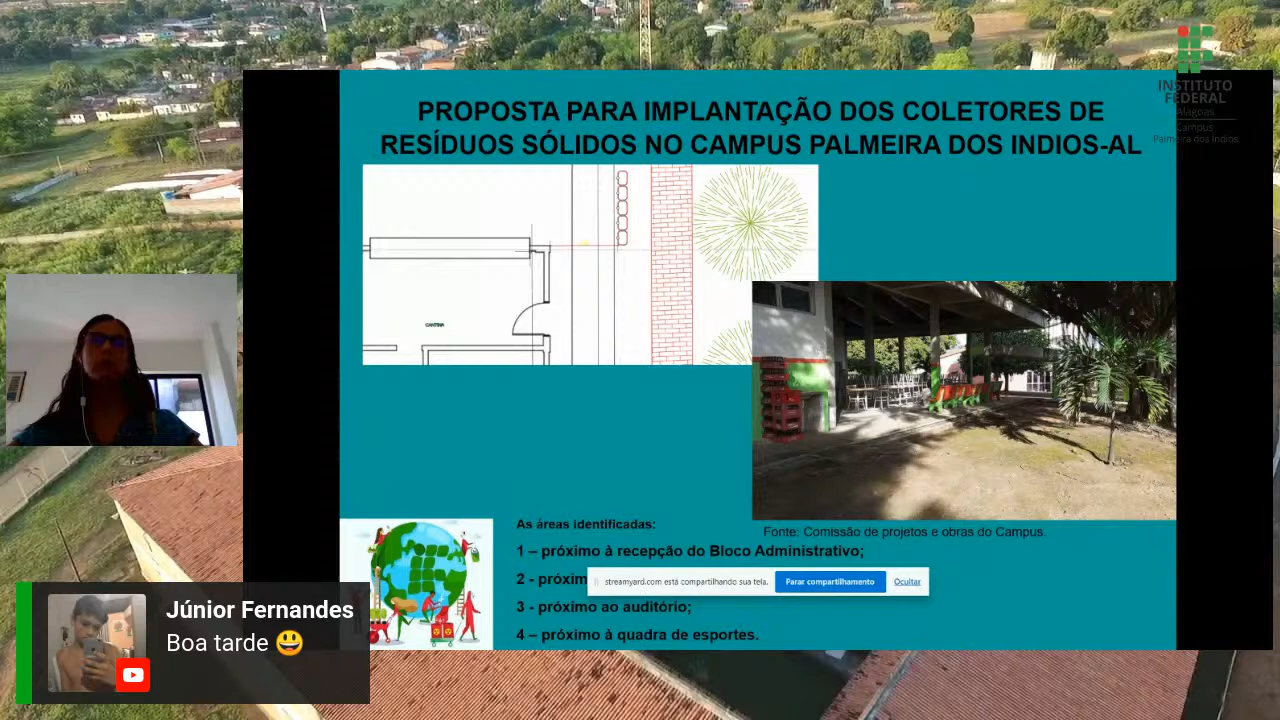 PROPOSTA PARA IMPLANTAÇÃO DOS COLETORES DE
RESÍDUOS SÓLIDOS NO CAMPUS PALMEIRA DOS INDIOS-AL
INSTITUTO
FEDERAL
Alagoas
Campus
Palmeira dos Índios
CANTINA
Fonte: Comissão de projetos e obras do Campus.
As áreas identificadas:
1 – próximo à recepção do Bloco Administrativo;
2 - próxim
streamyard.com está compartilhando sua tela.
Parar compartilhamento
Ocultar
3 - próximo ao auditório;
4 – próximo à quadra de esportes.
Júnior Fernandes
Boa tarde 😃